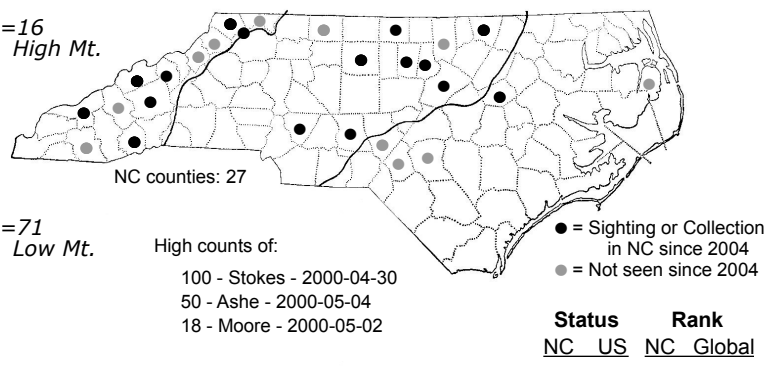 =16
High Mt.
NC counties: 27
=71
Low Mt.
High counts of:
100 - Stokes - 2000-04-30
50 - Ashe - 2000-05-04
18 - Moore - 2000-05-02
● = Sighting or Collection
in NC since 2004
● = Not seen since 2004
Status Rank
NC US NC Global